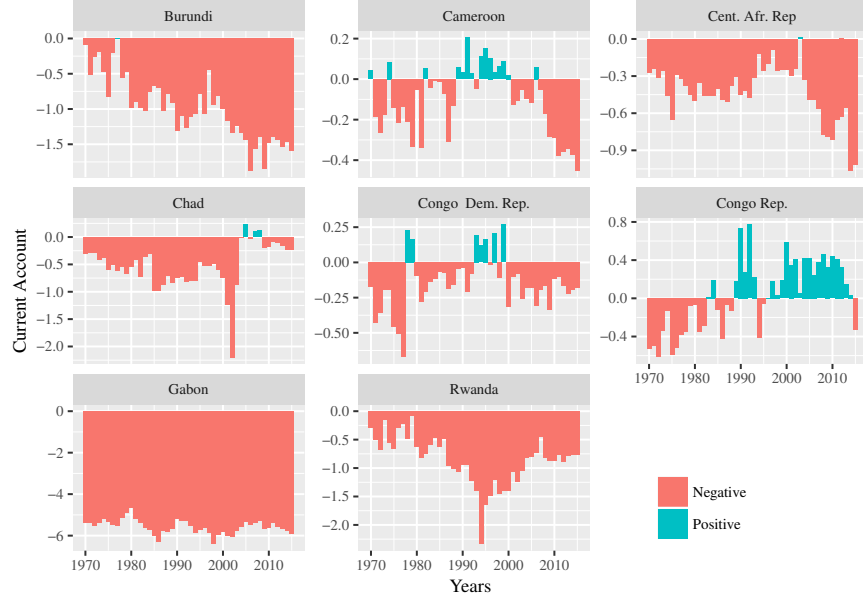 Burundi
Cameroon
Cent. Afr. Rep
0.0
−0.5
−1.0
−1.5
0.2
0.0
−0.2
−0.4
0.0
−0.3
−0.6
−0.9
Chad
Congo Dem. Rep.
Congo Rep.
0.0
−0.5
−1.0
−1.5
−2.0
0.25
0.00
−0.25
−0.50
0.8
0.4
0.0
−0.4
1970 1980 1990 2000 2010
Gabon
Rwanda
0
−2
−4
−6
0.0
−0.5
−1.0
−1.5
−2.0
1970 1980 1990 2000 2010
1970 1980 1990 2000 2010
Current Account
Years
Negative
Positive